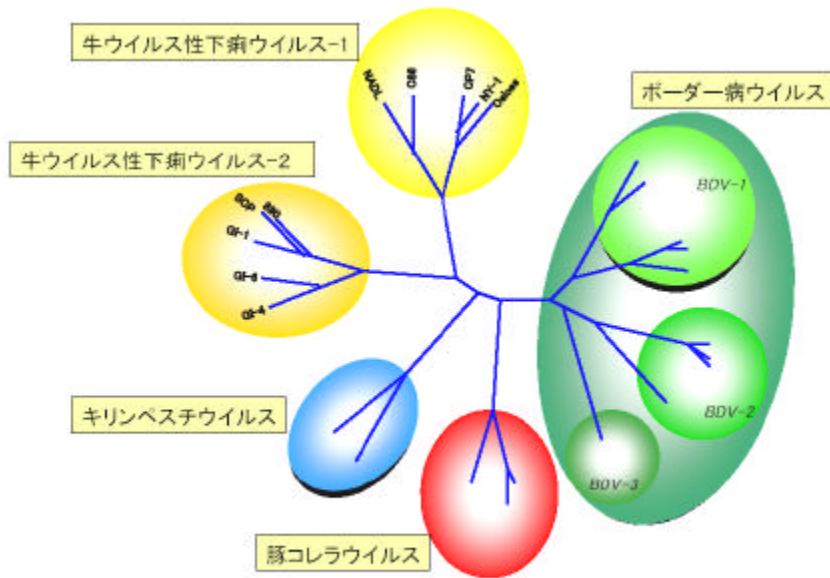 牛ウイルス性下痢ウイルス-1
NADL
CP7
NY-1
Osloss
ボーダー病ウイルス
BDV-1
牛ウイルス性下痢ウイルス-2
GI-1
GI-6
GI-4
BDV-2
キリンペスチウイルス
BDV-3
豚コレラウイルス